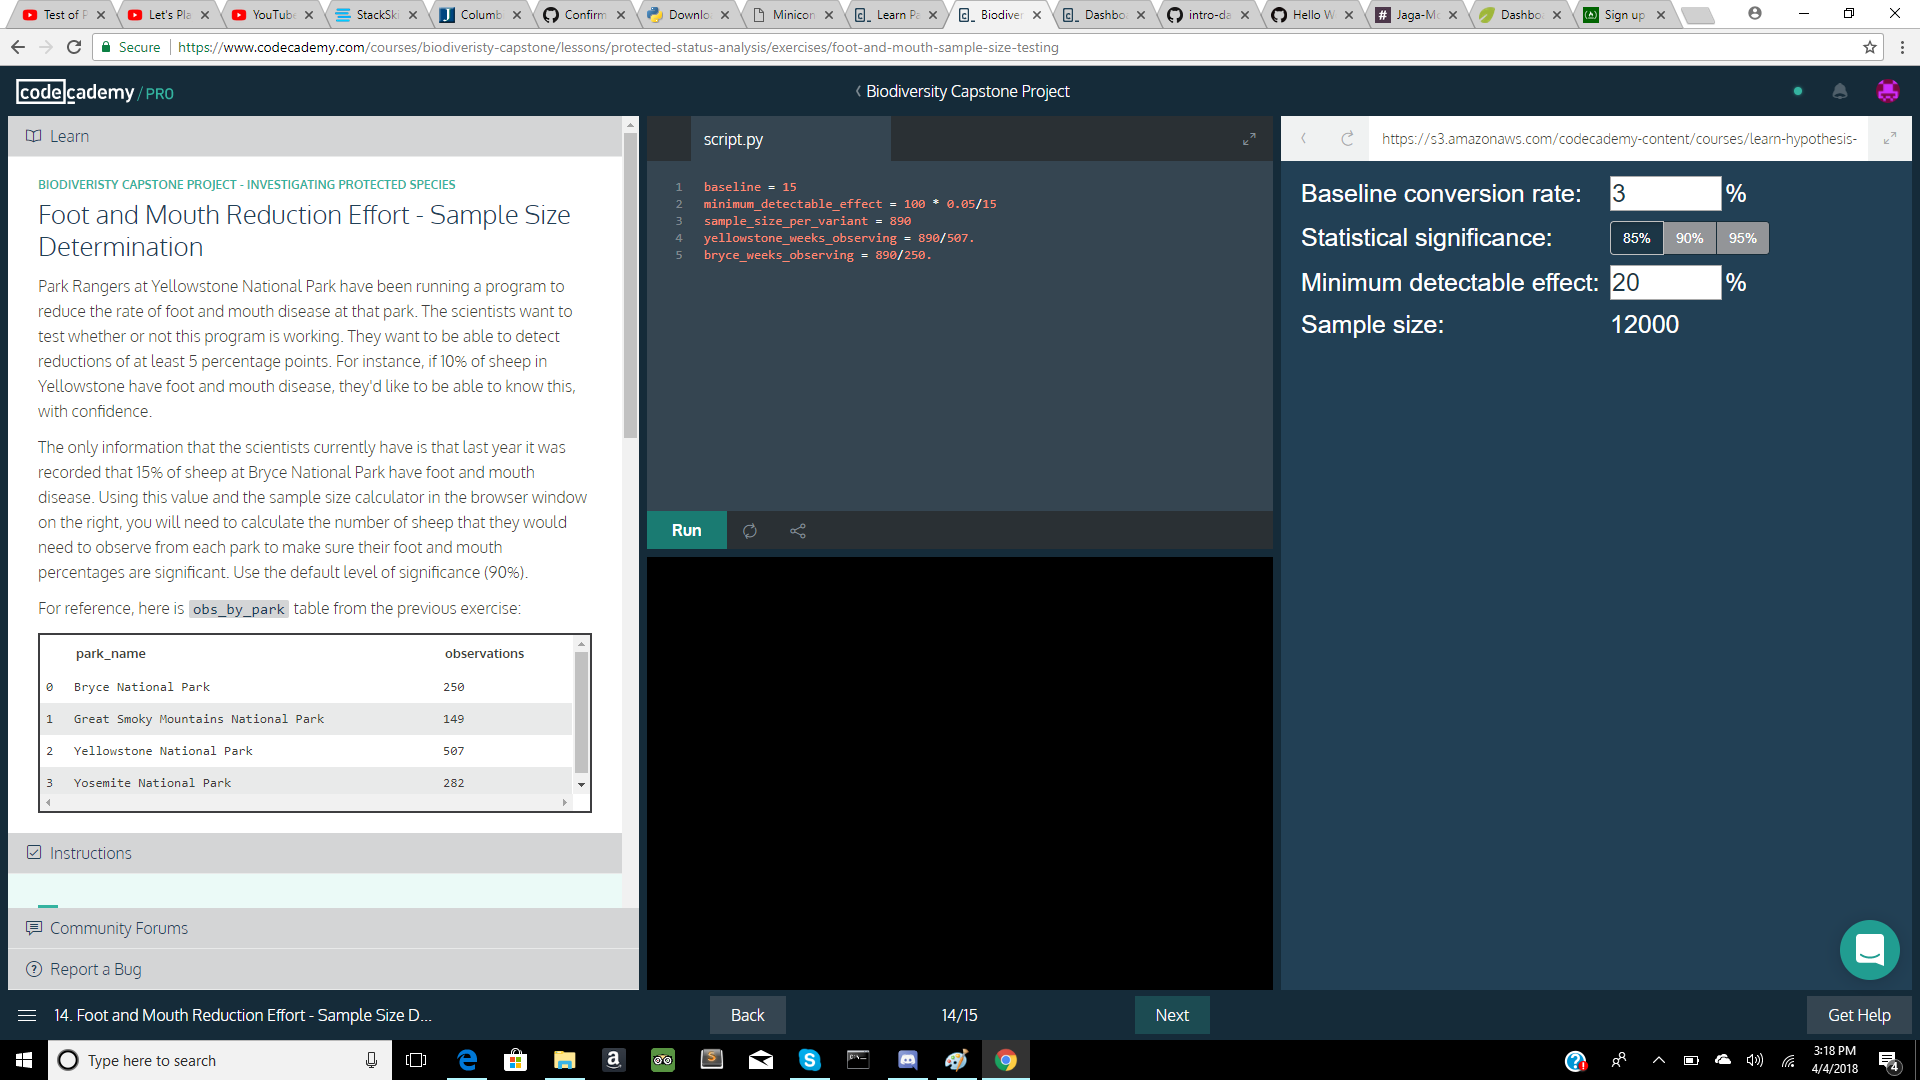 Test of P
Let's Pla
YouTube
StackSki
Columb
Confirm
Downlo
Minicon
Learn Pa
Biodiver
Dashbo
intro-da
Hello W
Jaga-Mo
Dashbo
Sign up
Secure | https://www.codecademy.com/courses/biodiveristy-capstone/lessons/protected-status-analysis/exercises/foot-and-mouth-sample-size-testing
codecademy / PRO
Biodiversity Capstone Project
Learn
BIODIVERISTY CAPSTONE PROJECT - INVESTIGATING PROTECTED SPECIES
Foot and Mouth Reduction Effort - Sample Size
Determination
Park Rangers at Yellowstone National Park have been running a program to
reduce the rate of foot and mouth disease at that park. The scientists want to
test whether or not this program is working. They want to be able to detect
reductions of at least 5 percentage points. For instance, if 10% of sheep in
Yellowstone have foot and mouth disease, they'd like to be able to know this,
with confidence.
The only information that the scientists currently have is that last year it was
recorded that 15% of sheep at Bryce National Park have foot and mouth
disease. Using this value and the sample size calculator in the browser window
on the right, you will need to calculate the number of sheep that they would
need to observe from each park to make sure their foot and mouth
percentages are significant. Use the default level of significance (90%).
For reference, here is obs_by_park table from the previous exercise:
park_name observations
0 Bryce National Park 250
1 Great Smoky Mountains National Park 149
2 Yellowstone National Park 507
3 Yosemite National Park 282
Instructions
Community Forums
Report a Bug
script.py
1 baseline = 15
2 minimum_detectable_effect = 100 * 0.05/15
3 sample_size_per_variant = 890
4 yellowstone_weeks_observing = 890/507.
5 bryce_weeks_observing = 890/250.
Run
https://s3.amazonaws.com/codecademy-content/courses/learn-hypothesis-
Baseline conversion rate: 3 %
Statistical significance: 85% 90% 95%
Minimum detectable effect: 20 %
Sample size: 12000
14. Foot and Mouth Reduction Effort - Sample Size D...
Back
14/15
Next
Get Help
Type here to search
3:18 PM
4/4/2018
4